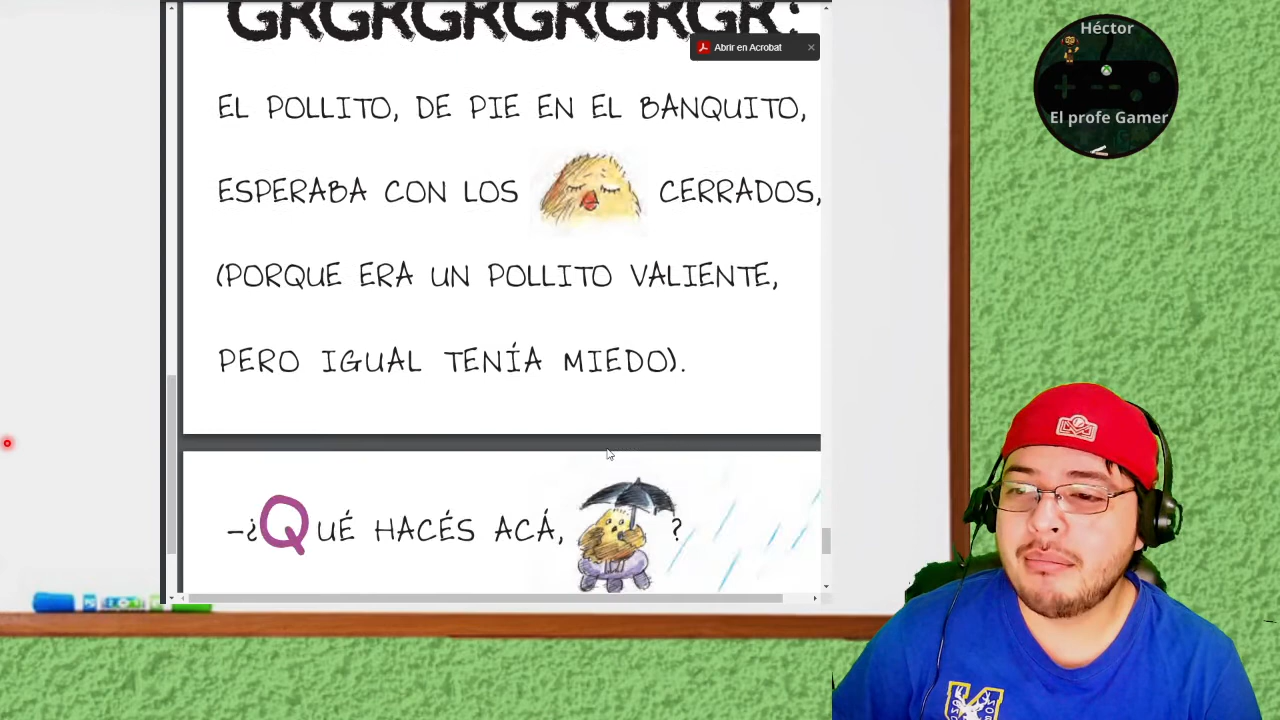 GRGRGRGRGRGR!
Abrir en Acrobat
EL POLLITO, DE PIE EN EL BANQUITO,
ESPERABA CON LOS CERRADOS,
(PORQUE ERA UN POLLITO VALIENTE,
PERO IGUAL TENÍA MIEDO).
–¿QUÉ HACÉS ACÁ, ?
Héctor
El profe Gamer